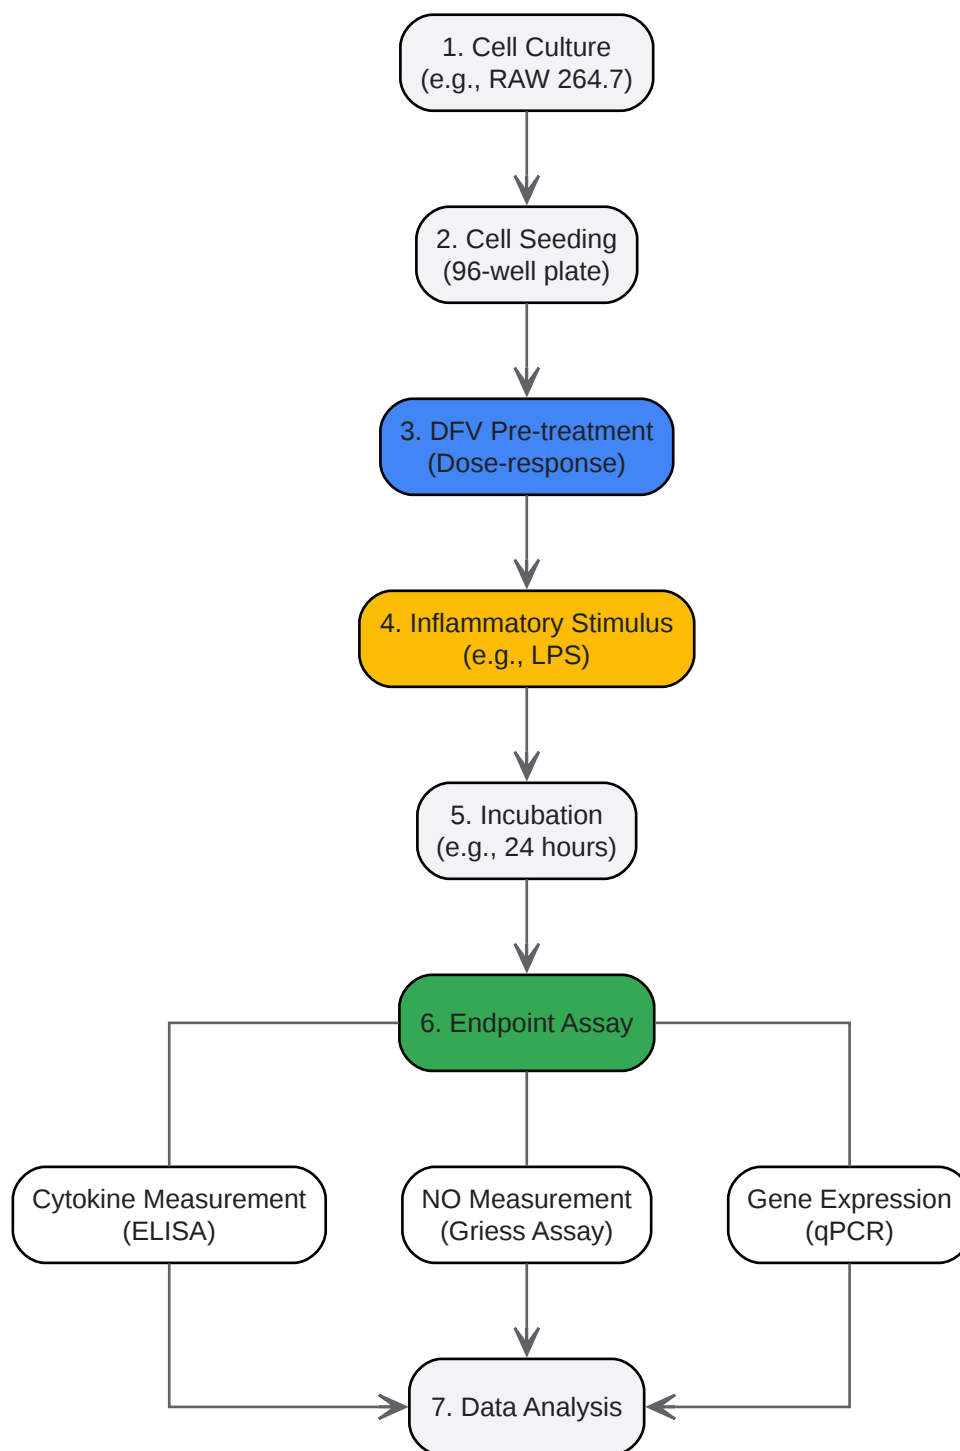 1. Cell Culture
(e.g., RAW 264.7)
2. Cell Seeding
(96-well plate)
3. DFV Pre-treatment
(Dose-response)
4. Inflammatory Stimulus
(e.g., LPS)
5. Incubation
(e.g., 24 hours)
6. Endpoint Assay
Cytokine Measurement
(ELISA)
NO Measurement
(Griess Assay)
Gene Expression
(qPCR)
7. Data Analysis